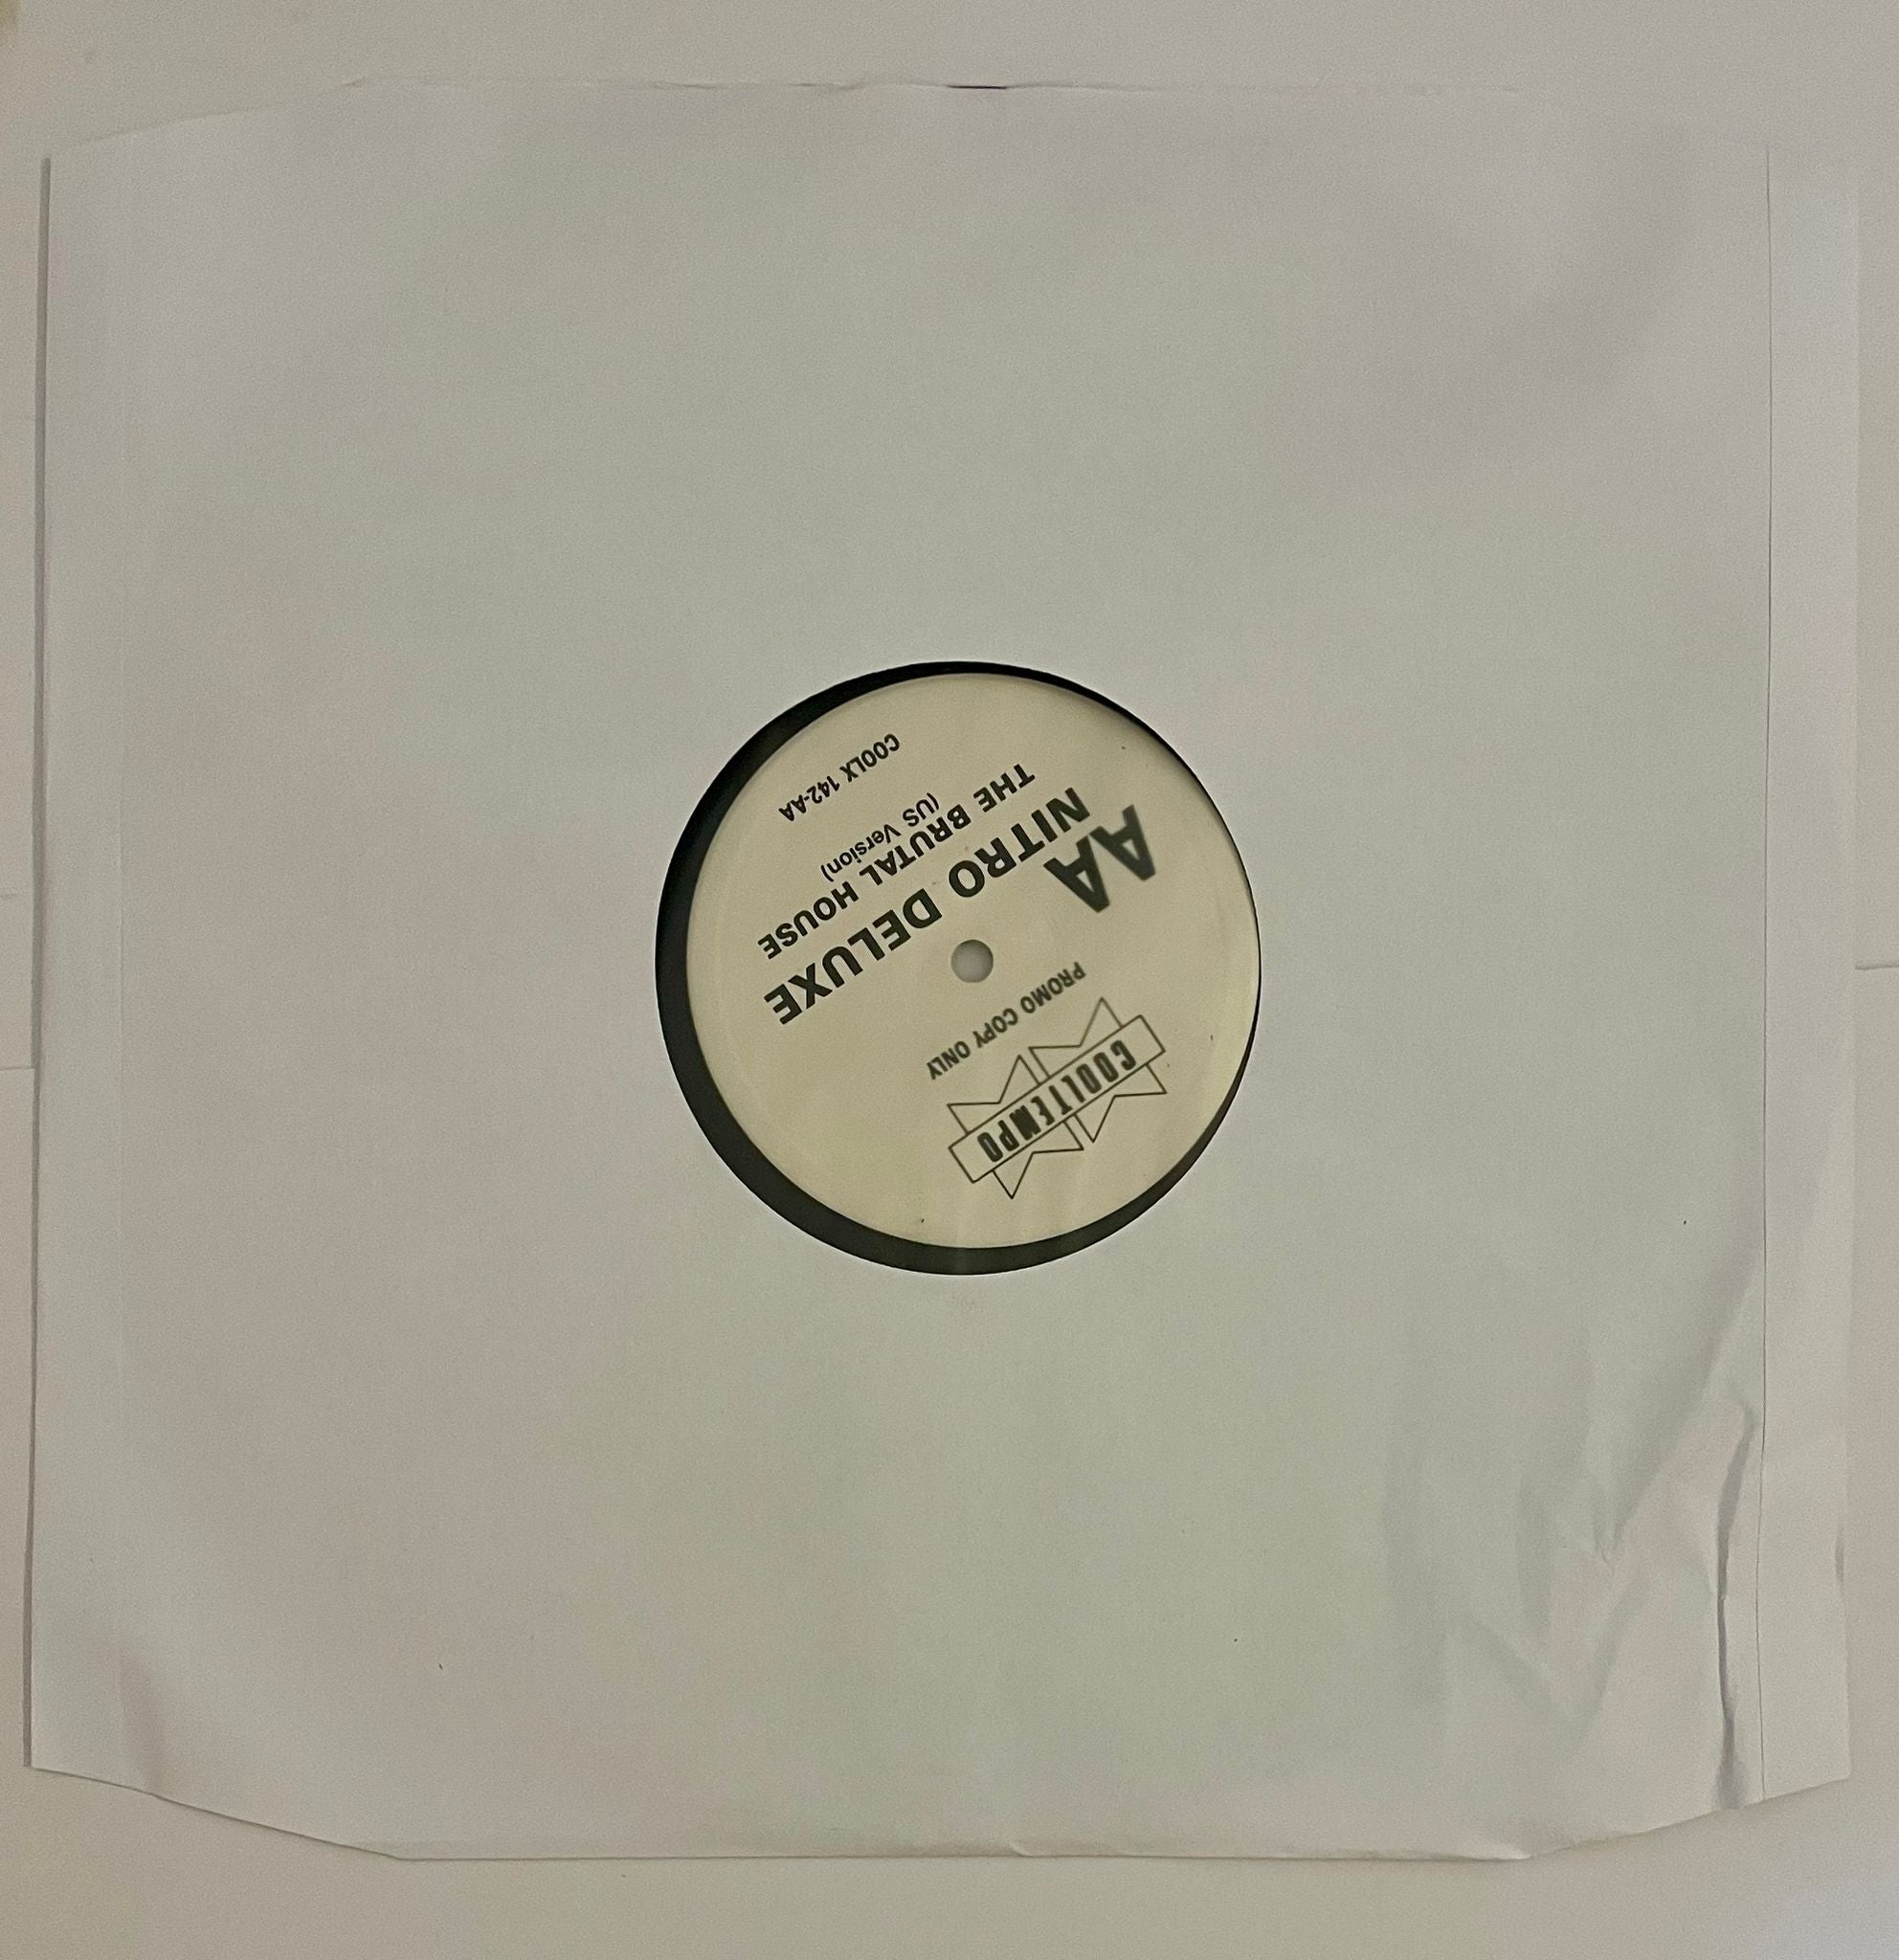 COOLTEMPO
PROMO COPY ONLY
AA
NITRO DELUXE
THE BRUTAL HOUSE
(US Version)
COOLX 142-AA